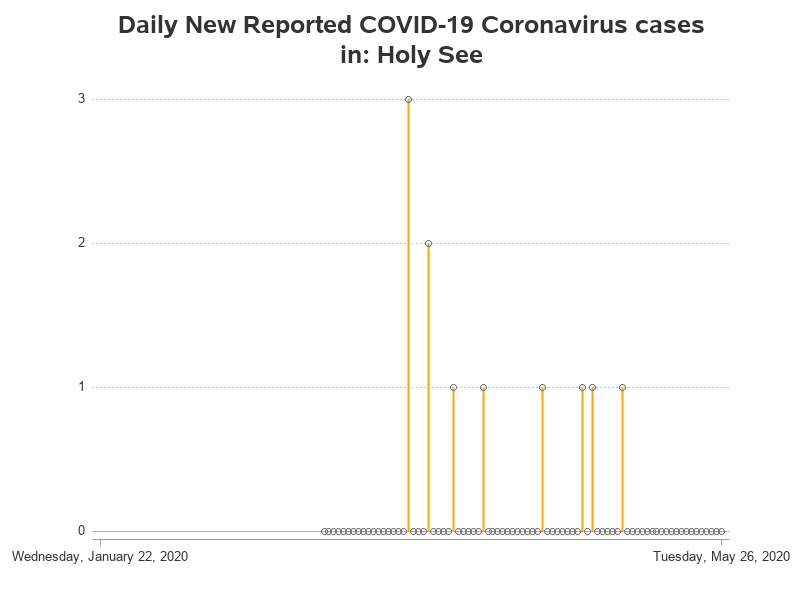 Daily New Reported COVID-19 Coronavirus cases
in: Holy See
3
2
1
0
Wednesday, January 22, 2020
Tuesday, May 26, 2020